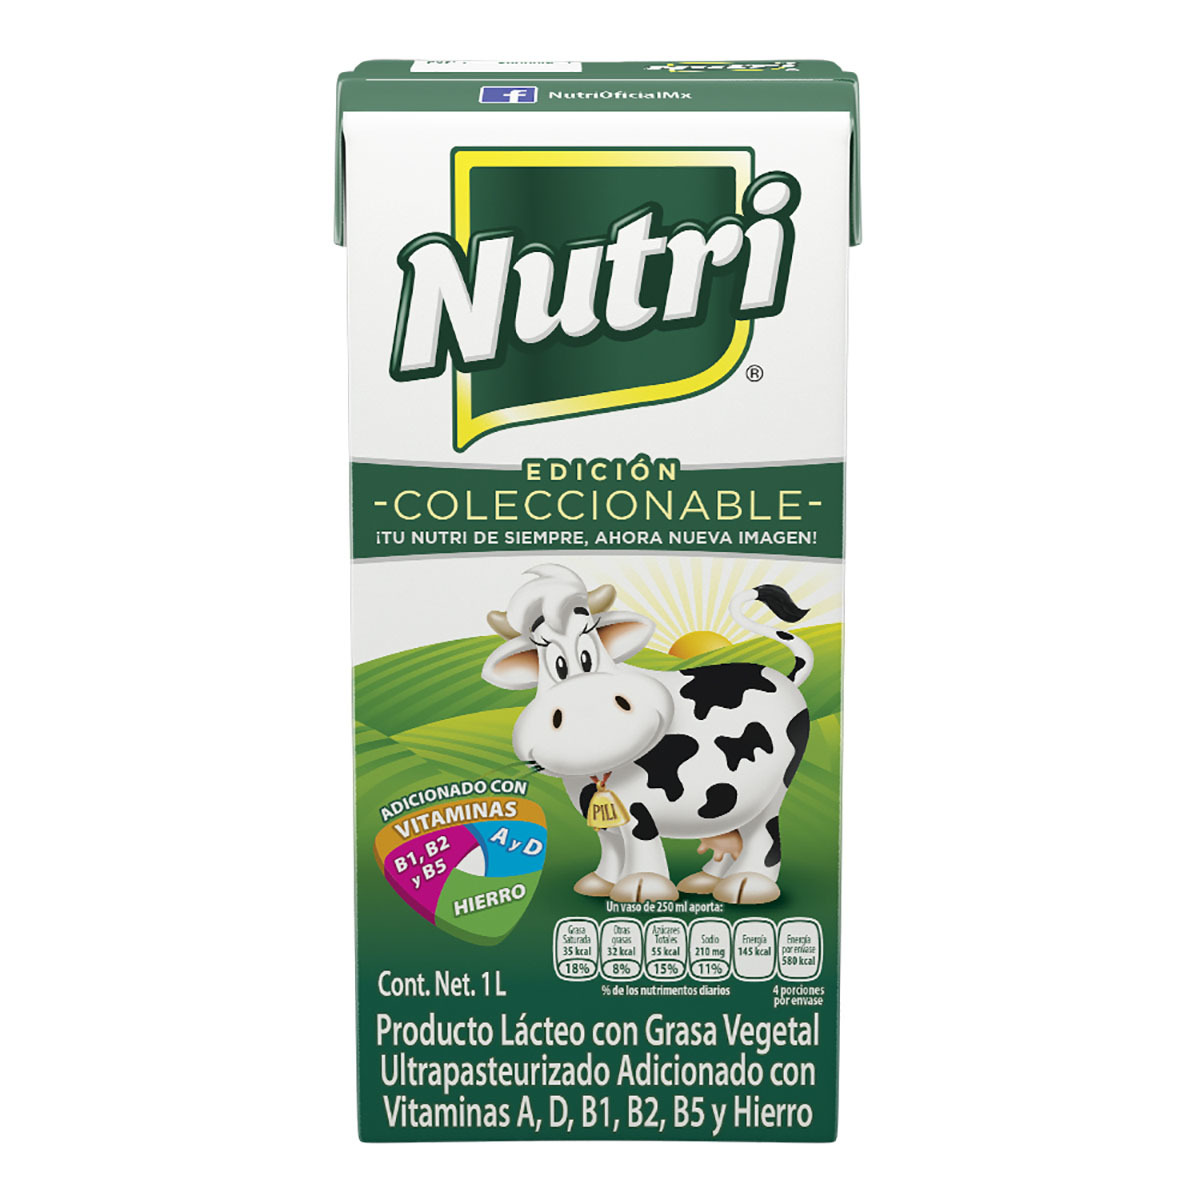 NutriOficialMx
Nutri
®
EDICIÓN
-COLECCIONABLE-
¡TU NUTRI DE SIEMPRE, AHORA NUEVA IMAGEN!
PILI
ADICIONADO CON
VITAMINAS
B1, B2
y B5
A y D
HIERRO
Un vaso de 250 ml aporta:
Grasa Saturada 35 kcal 18%
Otras grasas 32 kcal 8%
Azúcares Totales 55 kcal 15%
Sodio 210 mg 11%
Energía 145 kcal
Energía por envase 580 kcal
% de los nutrimentos diarios
4 porciones
por envase
Cont. Net. 1 L
Producto Lácteo con Grasa Vegetal
Ultrapasteurizado Adicionado con
Vitaminas A, D, B1, B2, B5 y Hierro